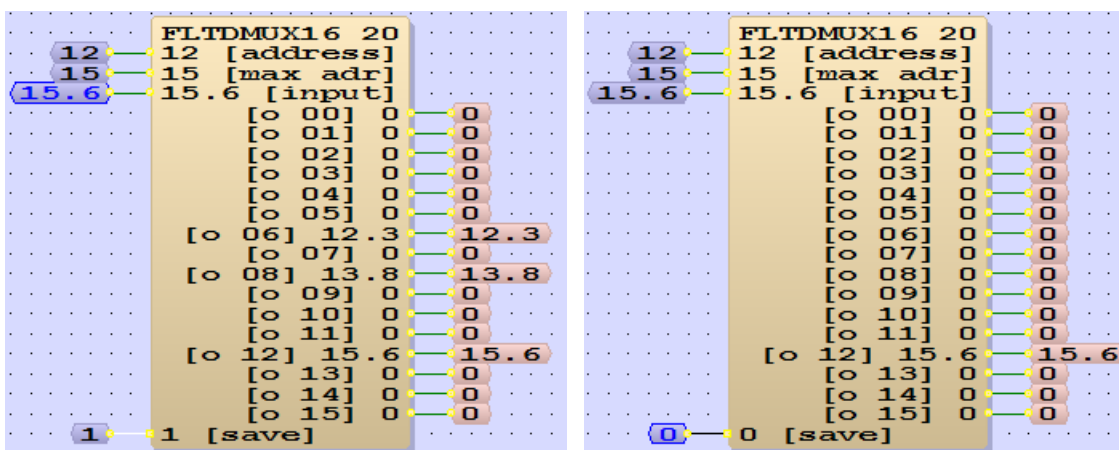 FLTDMUX16 20
12 12 [address]
15 15 [max adr]
15.6 15.6 [input]
[o 00] 0 0
[o 01] 0 0
[o 02] 0 0
[o 03] 0 0
[o 04] 0 0
[o 05] 0 0
[o 06] 12.3 12.3
[o 07] 0 0
[o 08] 13.8 13.8
[o 09] 0 0
[o 10] 0 0
[o 11] 0 0
[o 12] 15.6 15.6
[o 13] 0 0
[o 14] 0 0
[o 15] 0 0
1 1 [save]
FLTDMUX16 20
12 12 [address]
15 15 [max adr]
15.6 15.6 [input]
[o 00] 0 0
[o 01] 0 0
[o 02] 0 0
[o 03] 0 0
[o 04] 0 0
[o 05] 0 0
[o 06] 0 0
[o 07] 0 0
[o 08] 0 0
[o 09] 0 0
[o 10] 0 0
[o 11] 0 0
[o 12] 15.6 15.6
[o 13] 0 0
[o 14] 0 0
[o 15] 0 0
0 0 [save]